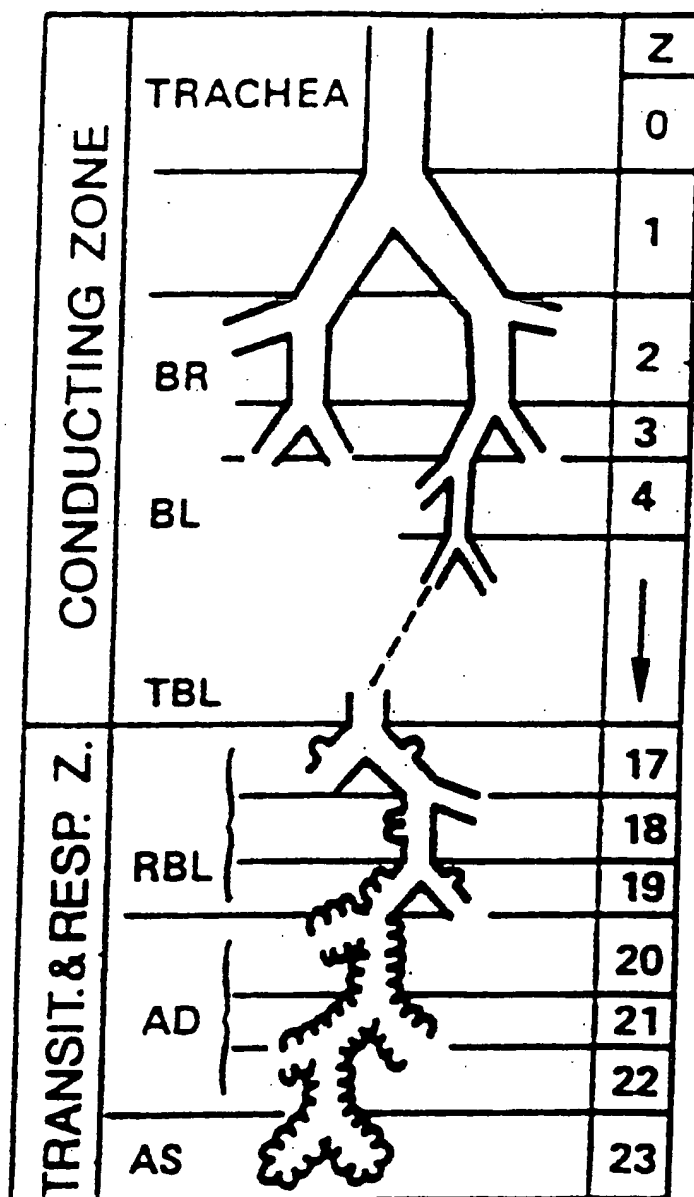 Z
TRACHEA
0
CONDUCTING ZONE
1
BR
2
3
BL
4
TBL
TRANSIT. & RESP. Z.
17
18
RBL
19
20
AD
21
22
AS
23